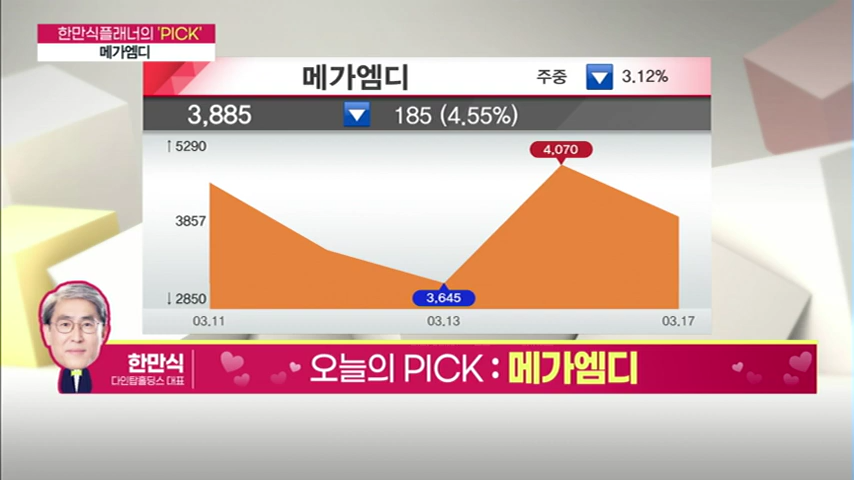 한만식플래너의 'PICK'
메가엠디
메가엠디 주중 ▼ 3.12%
3,885 ▼ 185 (4.55%)
↑5290
4,070
3857
↓2850
3,645
03.11 03.13 03.17
한만식
다인탑홀딩스 대표
오늘의 PICK : 메가엠디